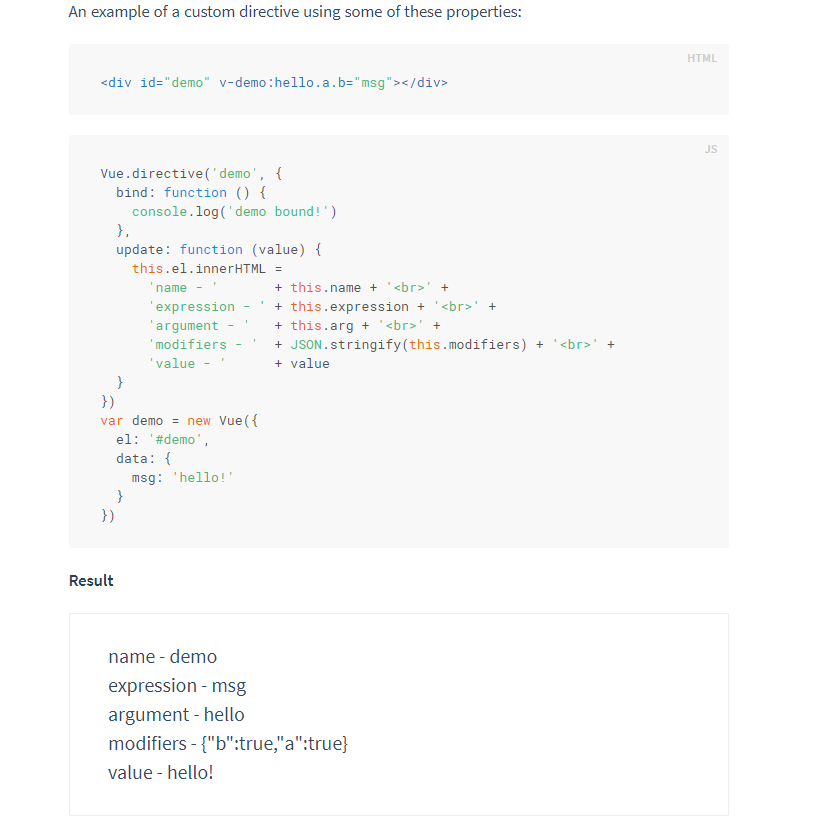 An example of a custom directive using some of these properties:
HTML
<div id="demo" v-demo:hello.a.b="msg"></div>
JS
Vue.directive('demo', {
  bind: function () {
    console.log('demo bound!')
  },
  update: function (value) {
    this.el.innerHTML =
      'name - '       + this.name + '<br>' +
      'expression - ' + this.expression + '<br>' +
      'argument - '   + this.arg + '<br>' +
      'modifiers - '  + JSON.stringify(this.modifiers) + '<br>' +
      'value - '      + value
  }
})
var demo = new Vue({
  el: '#demo',
  data: {
    msg: 'hello!'
  }
})
Result
name - demo
expression - msg
argument - hello
modifiers - {"b":true,"a":true}
value - hello!